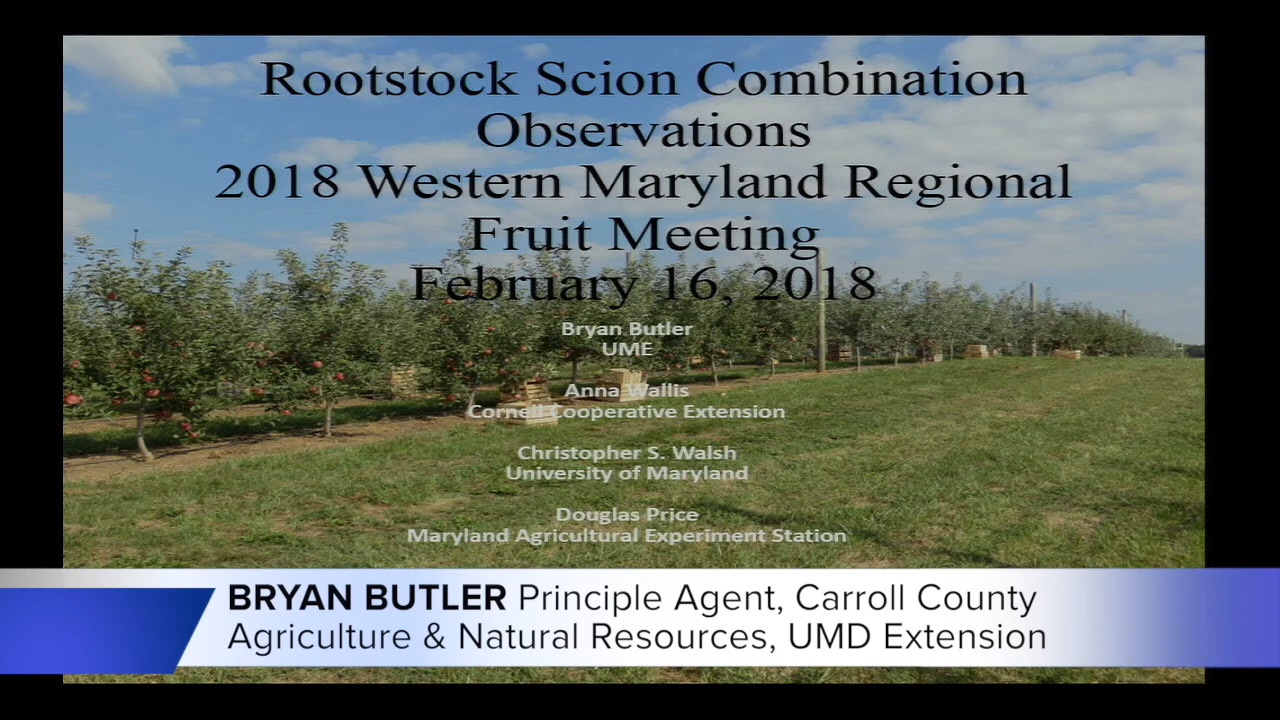 Rootstock Scion Combination
Observations
2018 Western Maryland Regional
Fruit Meeting
February 16, 2018
Bryan Butler
UME
Anna Wallis
Cornell Cooperative Extension
Christopher S. Walsh
University of Maryland
Douglas Price
Maryland Agricultural Experiment Station
BRYAN BUTLER Principle Agent, Carroll County
Agriculture & Natural Resources, UMD Extension